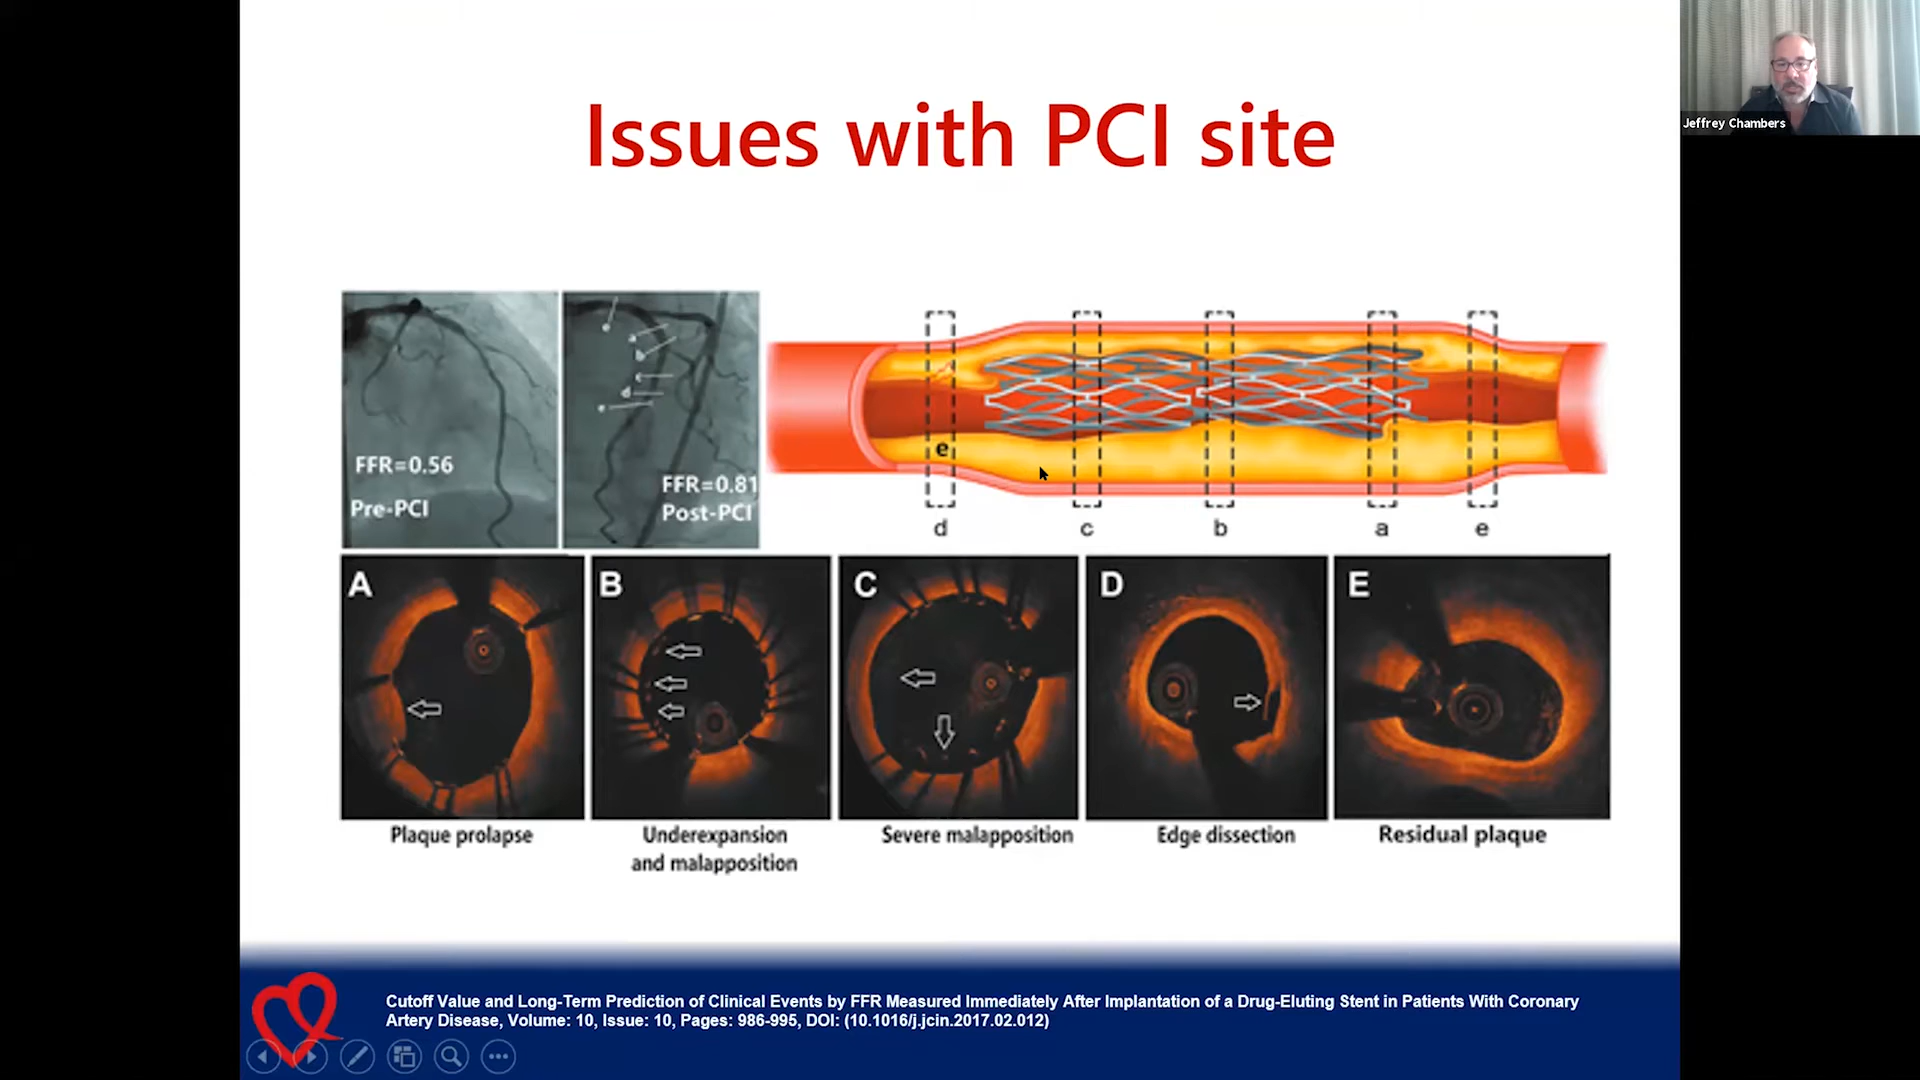 Jeffrey Chambers
Issues with PCI site
FFR=0.56
Pre-PCI
FFR=0.81
Post-PCI
e
d
c
b
a
e
A
B
C
D
E
Plaque prolapse
Underexpansion
and malapposition
Severe malapposition
Edge dissection
Residual plaque
Cutoff Value and Long-Term Prediction of Clinical Events by FFR Measured Immediately After Implantation of a Drug-Eluting Stent in Patients With Coronary
Artery Disease, Volume: 10, Issue: 10, Pages: 986-995, DOI: (10.1016/j.jcin.2017.02.012)